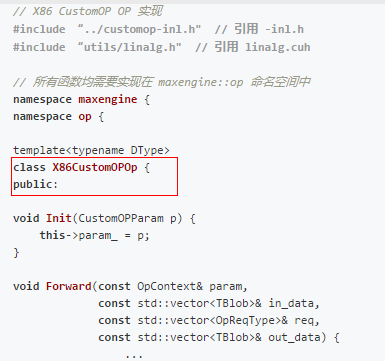 // X86 CustomOP OP 实现
#include “../customop-inl.h” // 引用 -inl.h
#include “utils/linalg.h” // 引用 linalg.cuh
// 所有函数均需要实现在 maxengine::op 命名空间中
namespace maxengine {
namespace op {
template<typename DType>
class X86CustomOPOp {
public:
void Init(CustomOPParam p) {
this->param_ = p;
}
void Forward(const OpContext& param,
const std::vector<TBlob>& in_data,
const std::vector<OpReqType>& req,
const std::vector<TBlob>& out_data) {
...